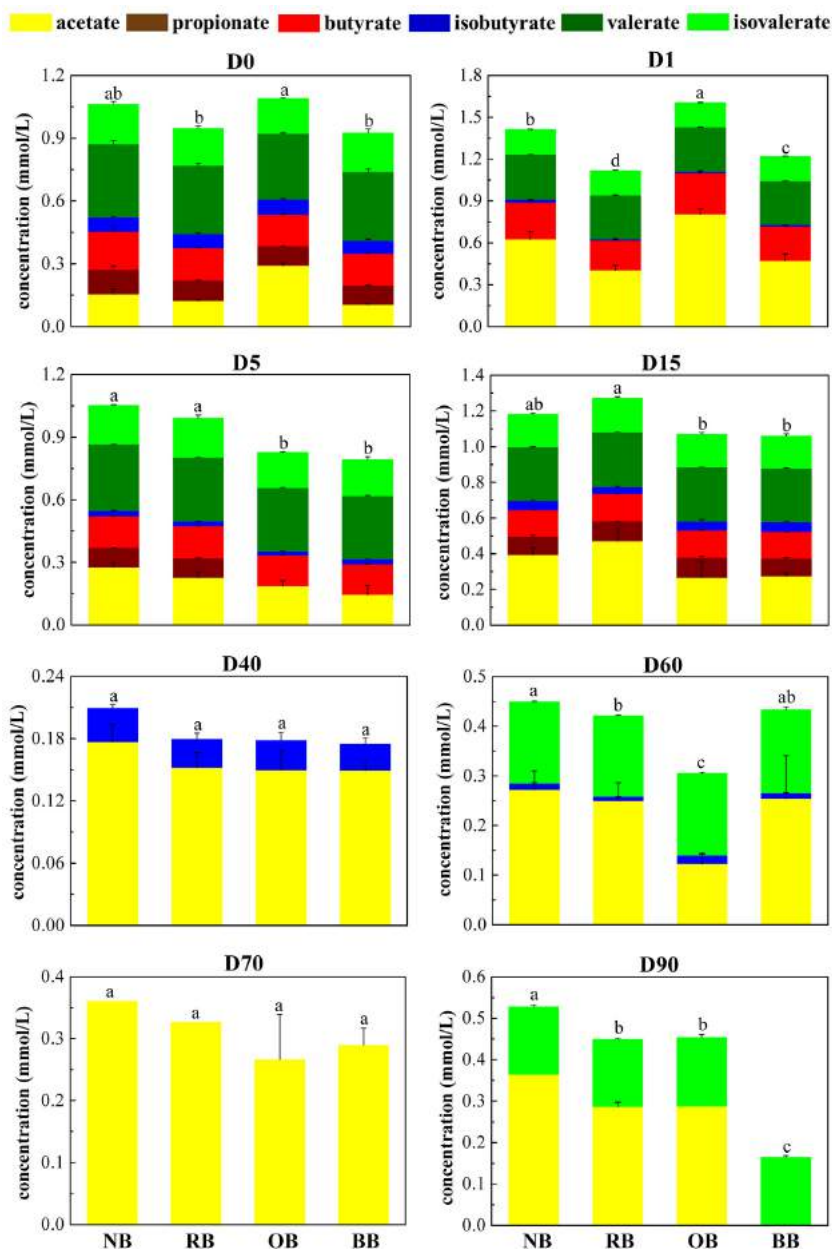 acetate propionate butyrate isobutyrate valerate isovalerate
D0 D1
concentration (mmol/L)
1.2
0.9
0.6
0.3
0.0
ab b a b
concentration (mmol/L)
1.8
1.5
1.2
0.9
0.6
0.3
0.0
b d a c
D5 D15
concentration (mmol/L)
1.2
0.9
0.6
0.3
0.0
a a b b
concentration (mmol/L)
1.4
1.2
1.0
0.8
0.6
0.4
0.2
0.0
ab a b b
D40 D60
concentration (mmol/L)
0.24
0.18
0.12
0.06
0.00
a a a a
concentration (mmol/L)
0.5
0.4
0.3
0.2
0.1
0.0
a b c ab
D70 D90
concentration (mmol/L)
0.4
0.3
0.2
0.1
0.0
a a a a
NB RB OB BB
concentration (mmol/L)
0.6
0.5
0.4
0.3
0.2
0.1
0.0
a b b c
NB RB OB BB